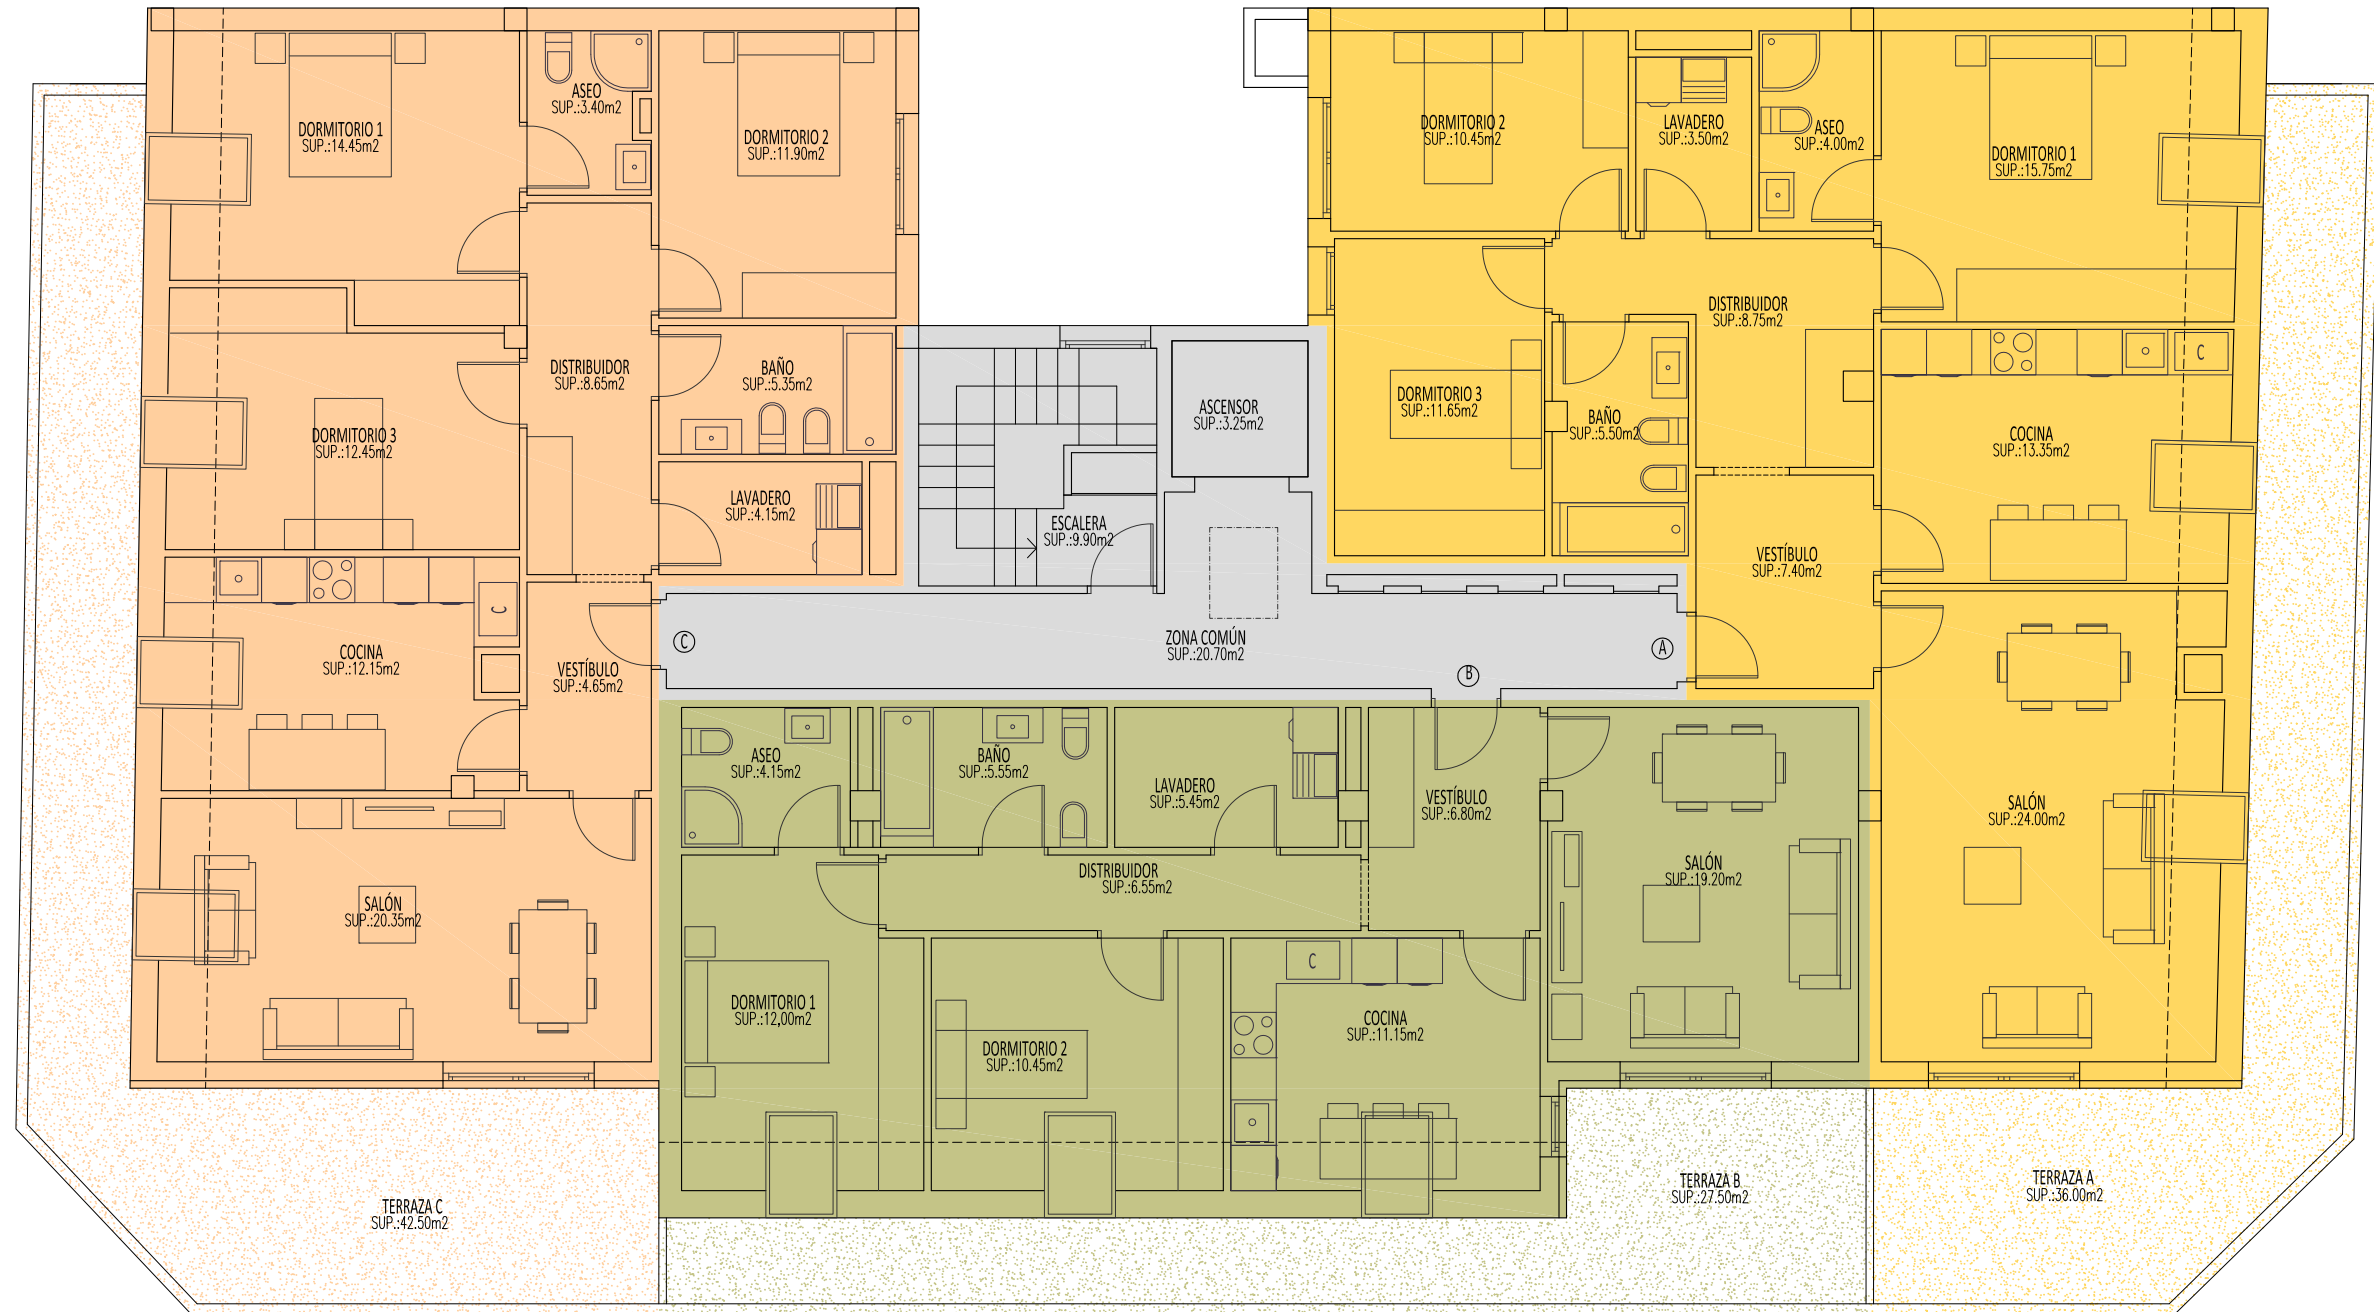 DORMITORIO 1
SUP.:14.45m2
ASEO
SUP.:3.40m2
DORMITORIO 2
SUP.:11.90m2
DISTRIBUIDOR
SUP.:8.65m2
BAÑO
SUP.:5.35m2
DORMITORIO 3
SUP.:12.45m2
LAVADERO
SUP.:4.15m2
C
COCINA
SUP.:12.15m2
VESTÍBULO
SUP.:4.65m2
SALÓN
SUP.:20.35m2
TERRAZA C
SUP.:42.50m2
ASCENSOR
SUP.:3.25m2
ESCALERA
SUP.:9.90m2
ZONA COMÚN
SUP.:20.70m2
C
B
A
DORMITORIO 2
SUP.:10.45m2
LAVADERO
SUP.:3.50m2
ASEO
SUP.:4.00m2
DORMITORIO 1
SUP.:15.75m2
DISTRIBUIDOR
SUP.:8.75m2
DORMITORIO 3
SUP.:11.65m2
BAÑO
SUP.:5.50m2
C
COCINA
SUP.:13.35m2
VESTÍBULO
SUP.:7.40m2
SALÓN
SUP.:24.00m2
TERRAZA A
SUP.:36.00m2
ASEO
SUP.:4.15m2
BAÑO
SUP.:5.55m2
LAVADERO
SUP.:5.45m2
VESTÍBULO
SUP.:6.80m2
SALÓN
SUP.:19.20m2
DISTRIBUIDOR
SUP.:6.55m2
DORMITORIO 1
SUP.:12,00m2
DORMITORIO 2
SUP.:10.45m2
C
COCINA
SUP.:11.15m2
TERRAZA B
SUP.:27.50m2